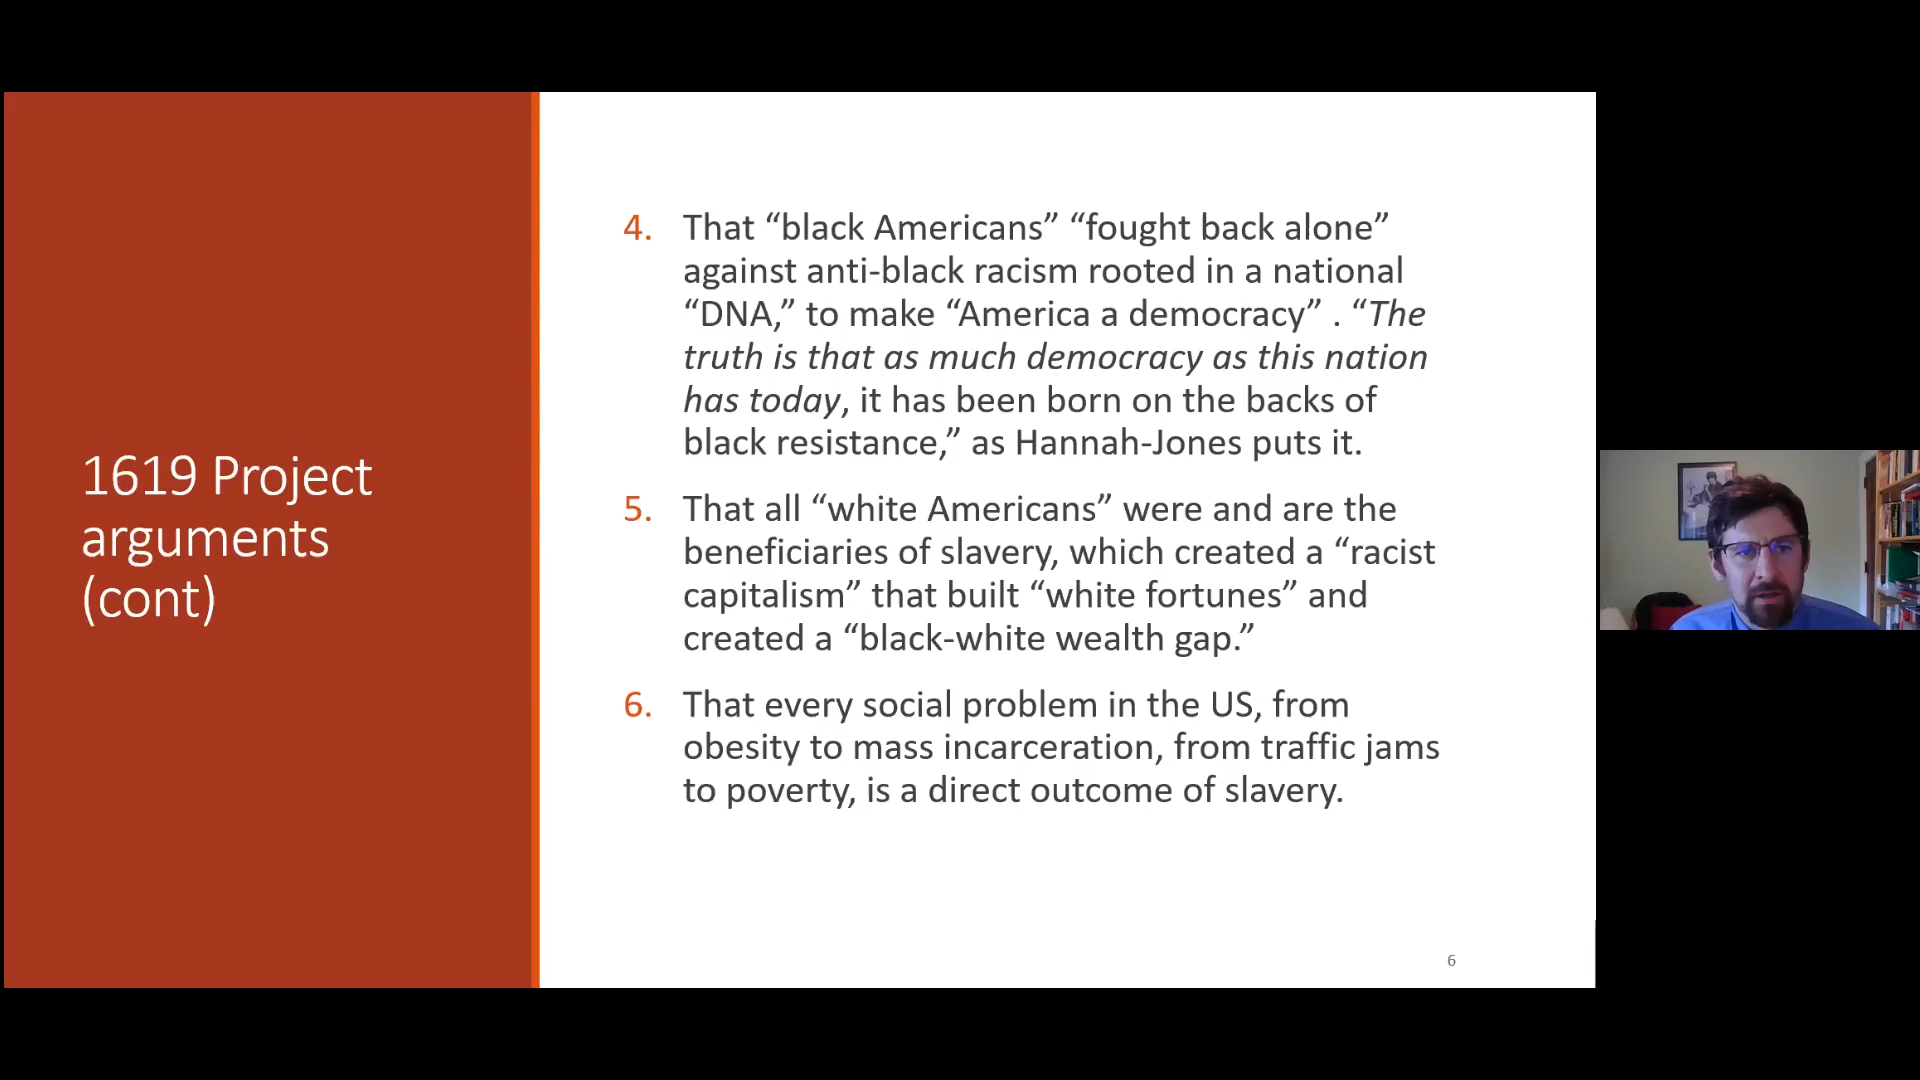 1619 Project
arguments
(cont)
4. That “black Americans” “fought back alone”
against anti-black racism rooted in a national
“DNA,” to make “America a democracy” . “The
truth is that as much democracy as this nation
has today, it has been born on the backs of
black resistance,” as Hannah-Jones puts it.
5. That all “white Americans” were and are the
beneficiaries of slavery, which created a “racist
capitalism” that built “white fortunes” and
created a “black-white wealth gap.”
6. That every social problem in the US, from
obesity to mass incarceration, from traffic jams
to poverty, is a direct outcome of slavery.
6